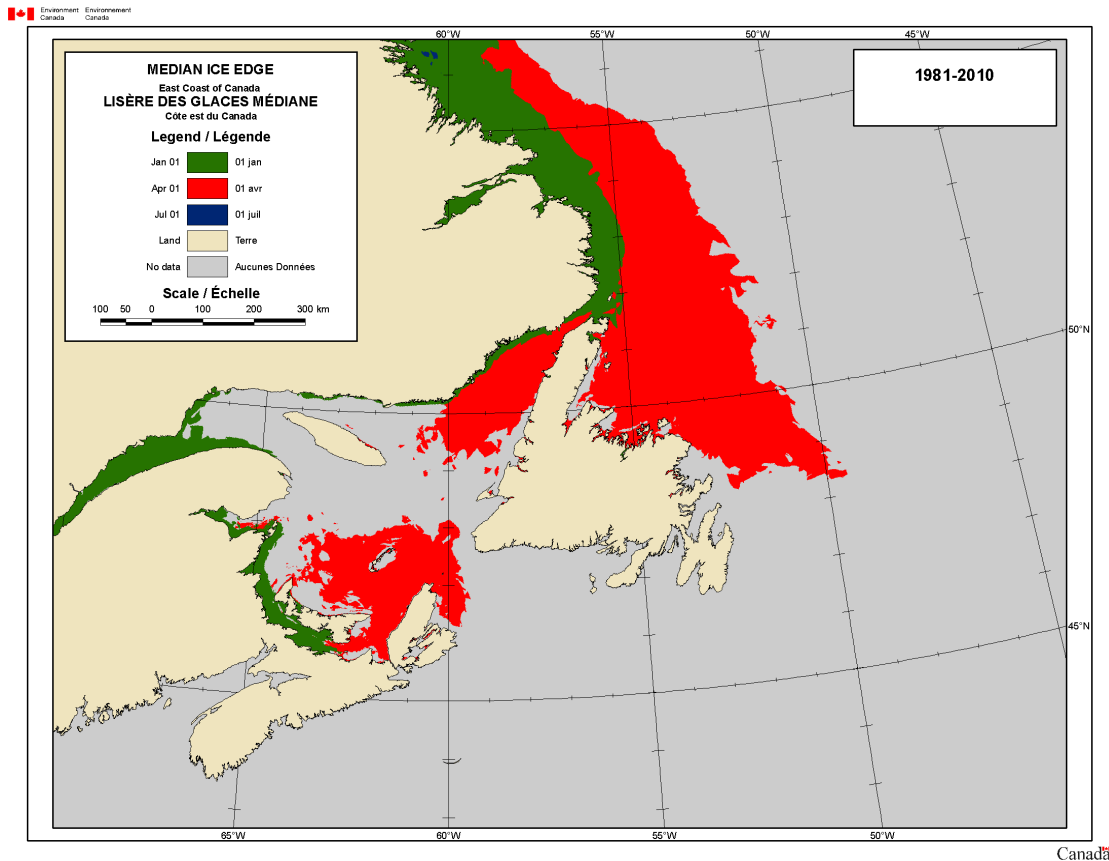 Environment Environnement
Canada Canada
60°W 55°W 50°W 45°W
MEDIAN ICE EDGE
East Coast of Canada
LISÈRE DES GLACES MÉDIANE
Côte est du Canada
Legend / Légende
Jan 01 01 jan
Apr 01 01 avr
Jul 01 01 juil
Land Terre
No data Aucunes Données
Scale / Échelle
100 50 0 100 200 300 km
1981-2010
50°N
45°N
65°W 60°W 55°W 50°W
Canada